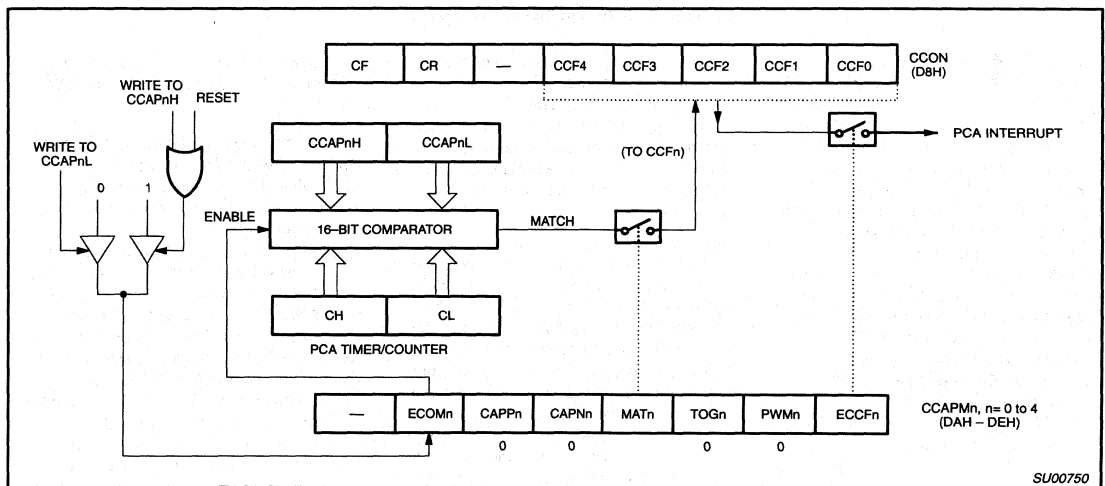 CF CR — CCF4 CCF3 CCF2 CCF1 CCF0
CCON
(D8H)
WRITE TO
CCAPnH
RESET
WRITE TO
CCAPnL
0 1
CCAPnH CCAPnL
(TO CCFn)
PCA INTERRUPT
ENABLE
16–BIT COMPARATOR
MATCH
CH CL
PCA TIMER/COUNTER
— ECOMn CAPPn CAPNn MATn TOGn PWMn ECCFn
CCAPMn, n= 0 to 4
(DAH – DEH)
0 0 0 0
SU00750